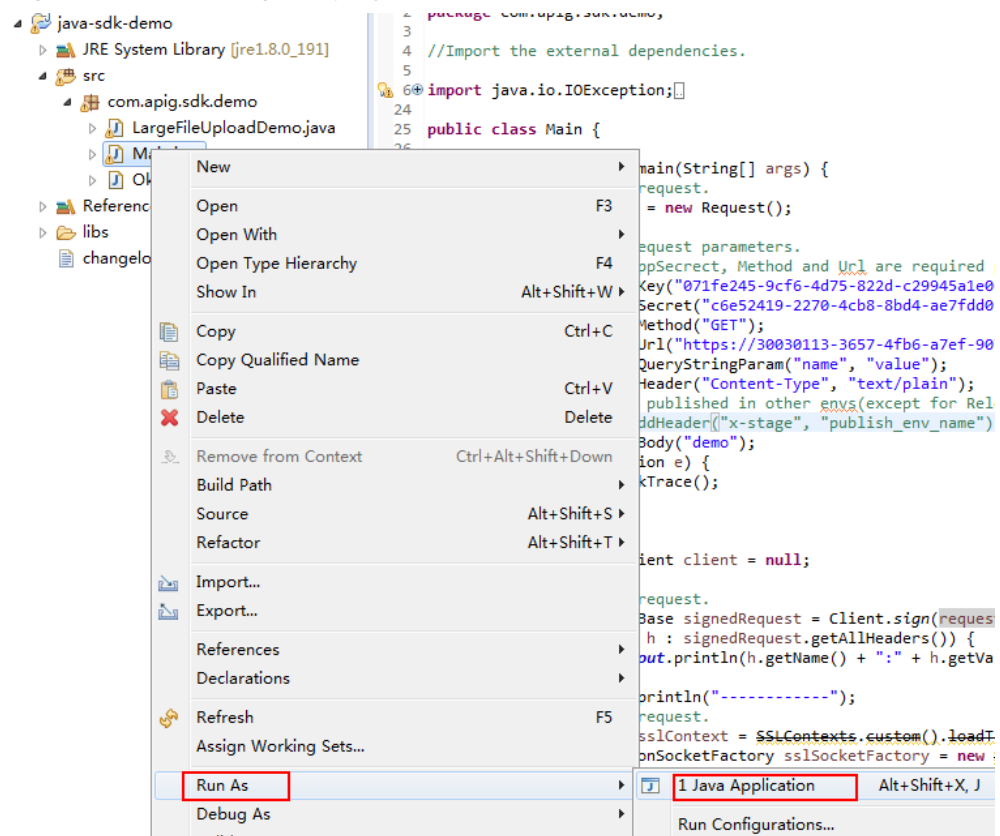 java-sdk-demo
JRE System Library [jre1.8.0_191]
src
com.apig.sdk.demo
LargeFileUploadDemo.java
Referenc
libs
changelo
2 package com.apig.sdk.demo;
3
4 //Import the external dependencies.
5
6 import java.io.IOException;
24
25 public class Main {
26
main(String[] args) {
request.
= new Request();
equest parameters.
ppSecrect, Method and Url are required
Key("071fe245-9cf6-4d75-822d-c29945a1e0
Secret("c6e52419-2270-4cb8-8bd4-ae7fdd0
Method("GET");
Url("https://30030113-3657-4fb6-a7ef-90
QueryStringParam("name", "value");
Header("Content-Type", "text/plain");
published in other envs(except for Rel
ddHeader("x-stage", "publish_env_name")
Body("demo");
ion e) {
kTrace();
ient client = null;
request.
Base signedRequest = Client.sign(reques
h : signedRequest.getAllHeaders()) {
out.println(h.getName() + ":" + h.getVa
println("------------");
request.
sslContext = SSLContexts.custom().loadT
onSocketFactory sslSocketFactory = new
New
Open F3
Open With
Open Type Hierarchy F4
Show In Alt+Shift+W
Copy Ctrl+C
Copy Qualified Name
Paste Ctrl+V
Delete Delete
Remove from Context Ctrl+Alt+Shift+Down
Build Path
Source Alt+Shift+S
Refactor Alt+Shift+T
Import...
Export...
References
Declarations
Refresh F5
Assign Working Sets...
Run As
Debug As
1 Java Application Alt+Shift+X, J
Run Configurations...